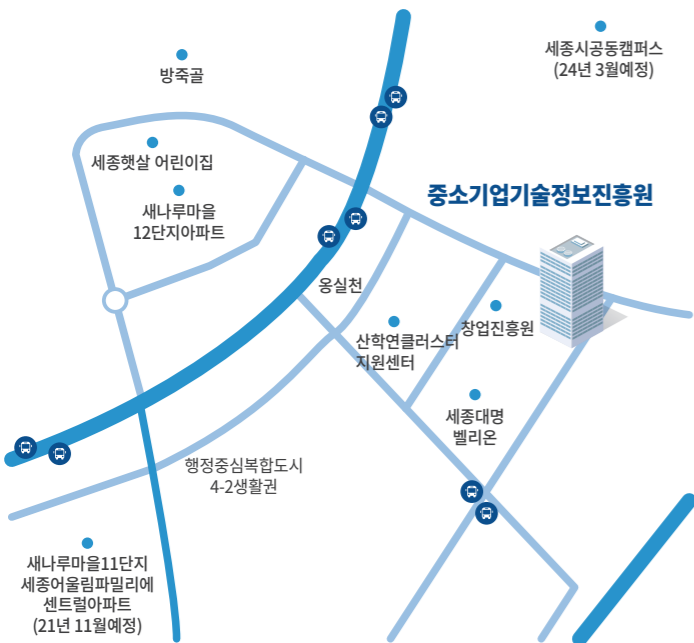 세종시공동캠퍼스
(24년 3월예정)
방죽골
세종햇살 어린이집
새나루마을
12단지아파트
중소기업기술정보진흥원
옹실천
산학연클러스터
지원센터
창업진흥원
세종대명
벨리온
행정중심복합도시
4-2생활권
새나루마을11단지
세종어울림파밀리에
센트럴아파트
(21년 11월예정)